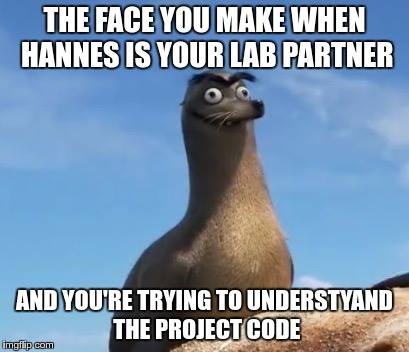 THE FACE YOU MAKE WHEN
HANNES IS YOUR LAB PARTNER
AND YOU'RE TRYING TO UNDERSTYAND
THE PROJECT CODE
imgflip.com